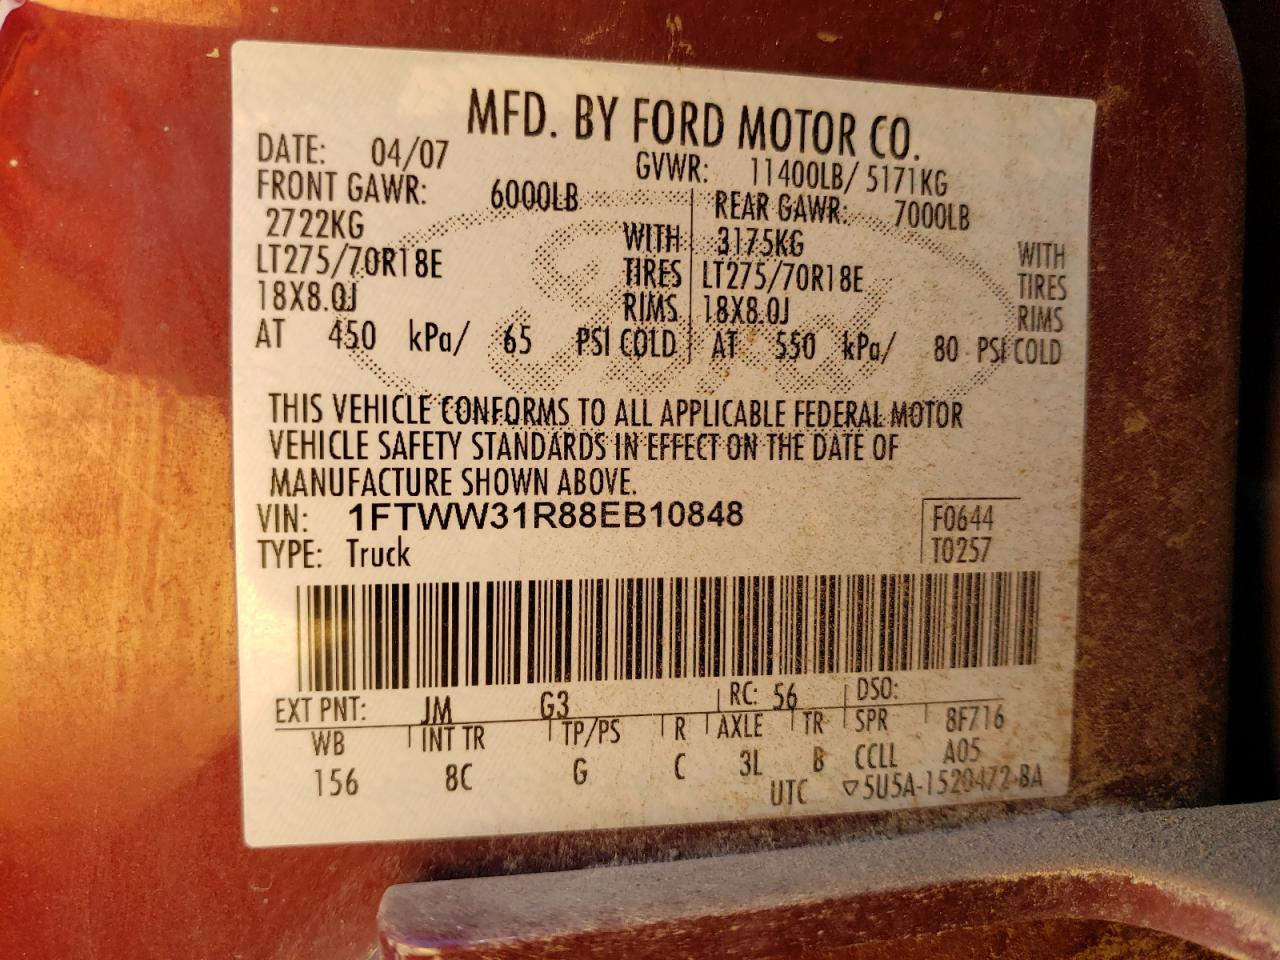 MFD. BY FORD MOTOR CO.
DATE: 04/07 GVWR: 11400LB/ 5171KG
FRONT GAWR: 6000LB REAR GAWR: 7000LB
2722KG WITH 3175KG WITH
LT275/70R18E TIRES LT275/70R18E TIRES
18X8.0J RIMS 18X8.0J RIMS
AT 450 kPa/ 65 PSI COLD AT 550 kPa/ 80 PSI COLD
THIS VEHICLE CONFORMS TO ALL APPLICABLE FEDERAL MOTOR
VEHICLE SAFETY STANDARDS IN EFFECT ON THE DATE OF
MANUFACTURE SHOWN ABOVE.
VIN: 1FTWW31R88EB10848 F0644
TYPE: Truck T0257
EXT PNT: JM G3 RC: 56 DSO:
WB INT TR TP/PS R AXLE TR SPR 8F716
156 8C G C 3L B CCLL A05
UTC ▽5U5A-1520472-BA